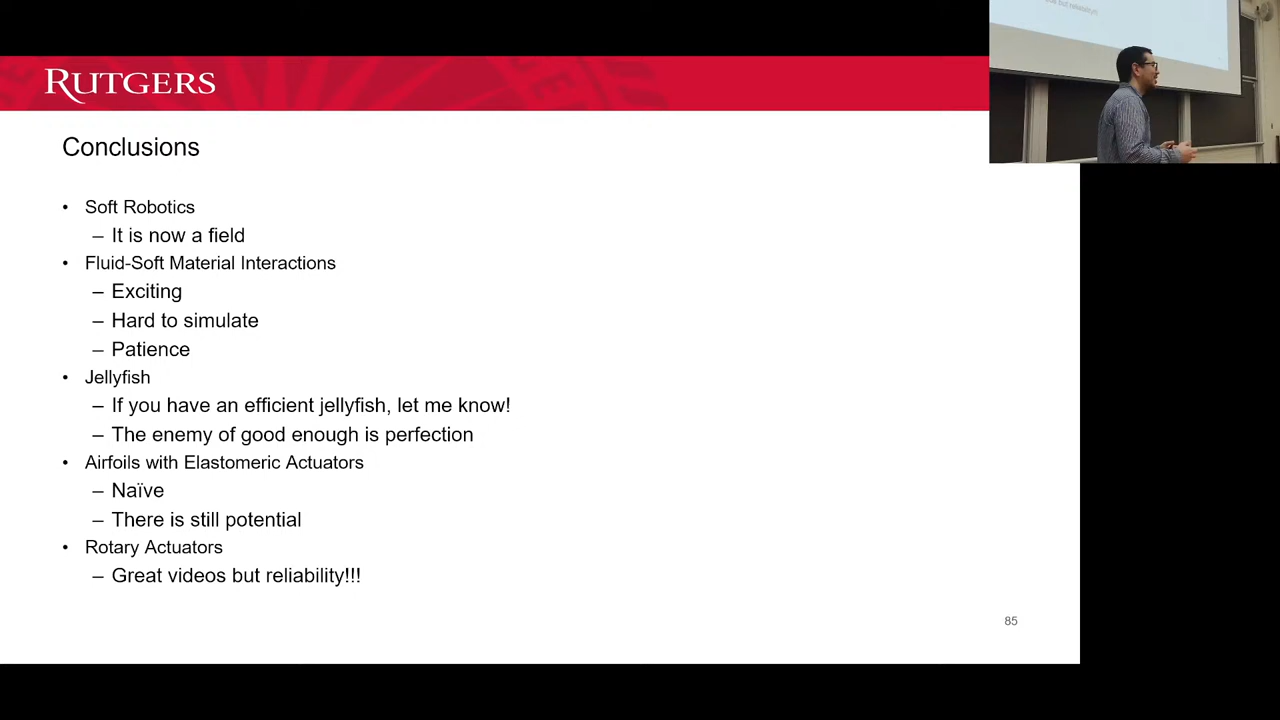 RUTGERS
Conclusions
• Soft Robotics
– It is now a field
• Fluid-Soft Material Interactions
– Exciting
– Hard to simulate
– Patience
• Jellyfish
– If you have an efficient jellyfish, let me know!
– The enemy of good enough is perfection
• Airfoils with Elastomeric Actuators
– Naïve
– There is still potential
• Rotary Actuators
– Great videos but reliability!!!
85